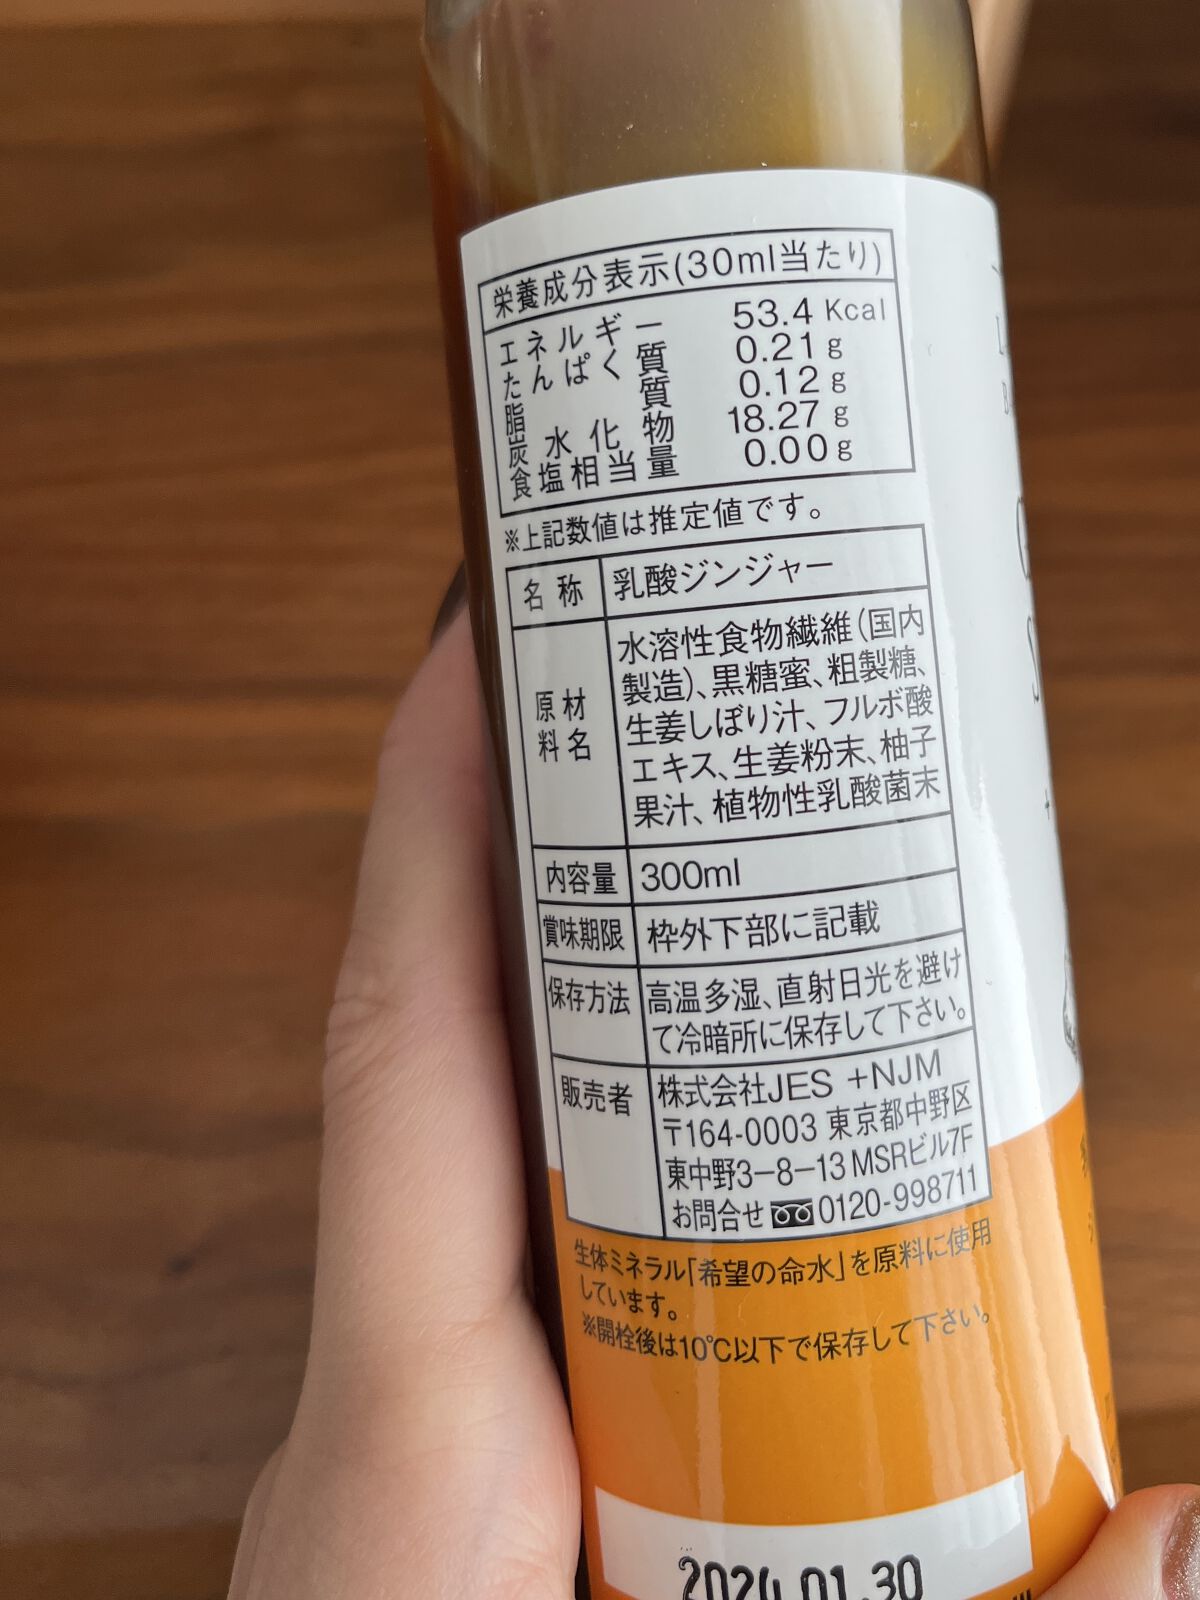 栄養成分表示(30ml当たり)
エネルギー 53.4 Kcal
たんぱく質 0.21 g
脂質 0.12 g
炭水化物 18.27 g
食塩相当量 0.00 g
※上記数値は推定値です。
名称 乳酸ジンジャー
原材料名 水溶性食物繊維(国内
製造)、黒糖蜜、粗製糖、
生姜しぼり汁、フルボ酸
エキス、生姜粉末、柚子
果汁、植物性乳酸菌末
内容量 300ml
賞味期限 枠外下部に記載
保存方法 高温多湿、直射日光を避け
て冷暗所に保存して下さい。
販売者 株式会社JES +NJM
〒164-0003 東京都中野区
東中野3-8-13 MSRビル7F
お問合せ 0120-998711
生体ミネラル「希望の命水」を原料に使用
しています。
※開栓後は10℃以下で保存して下さい。
2024.01.30